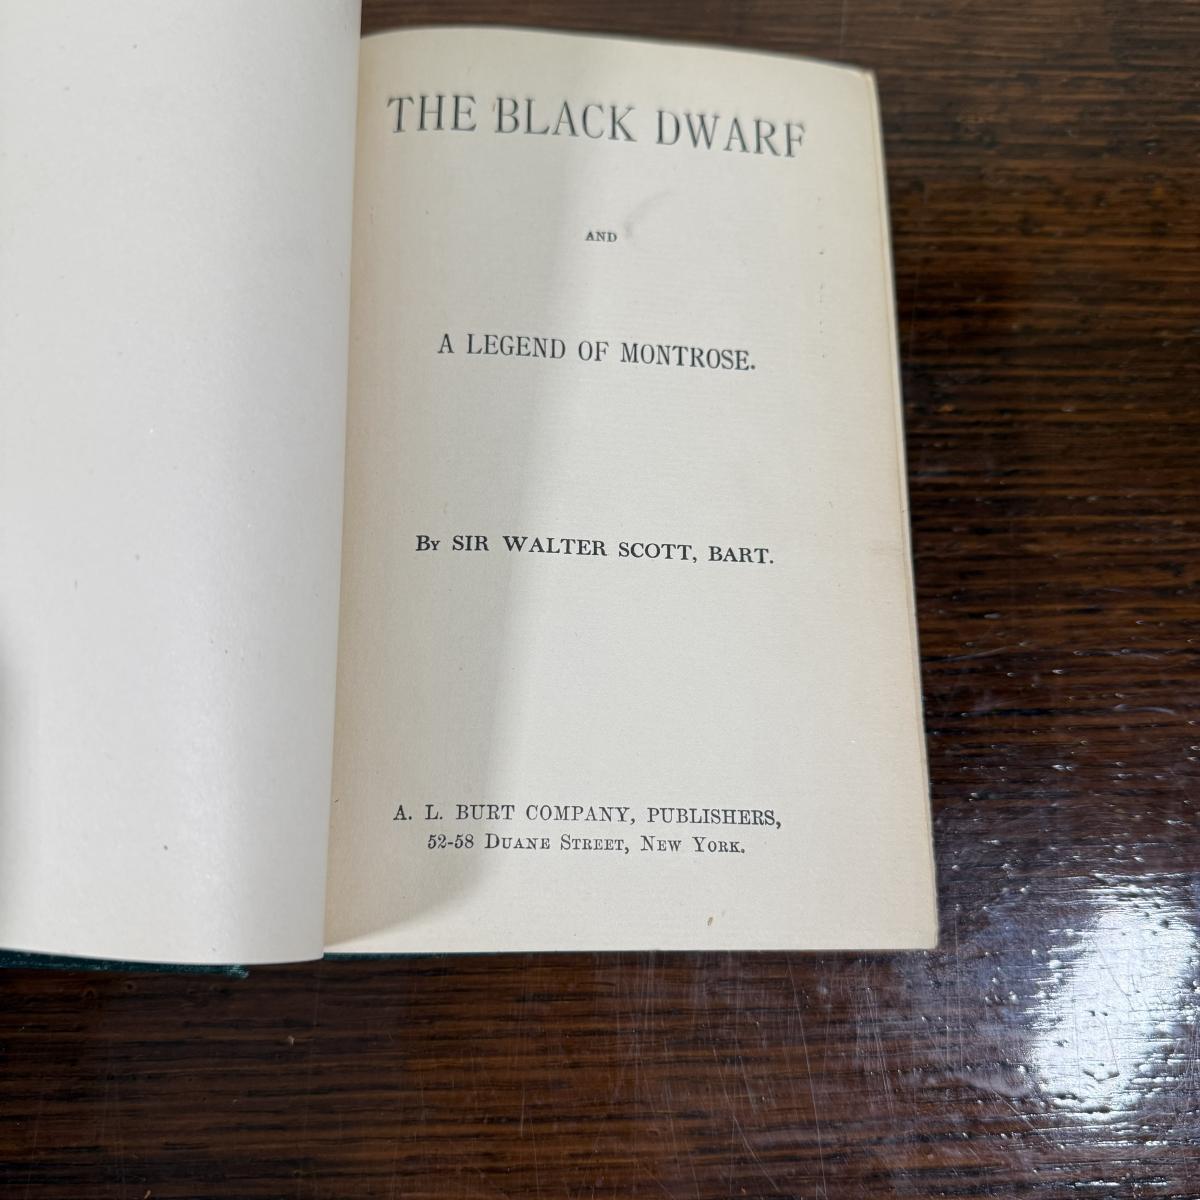 THE BLACK DWARF
AND
A LEGEND OF MONTROSE.
By SIR WALTER SCOTT, BART.
A. L. BURT COMPANY, PUBLISHERS,
52-58 Duane Street, New York.